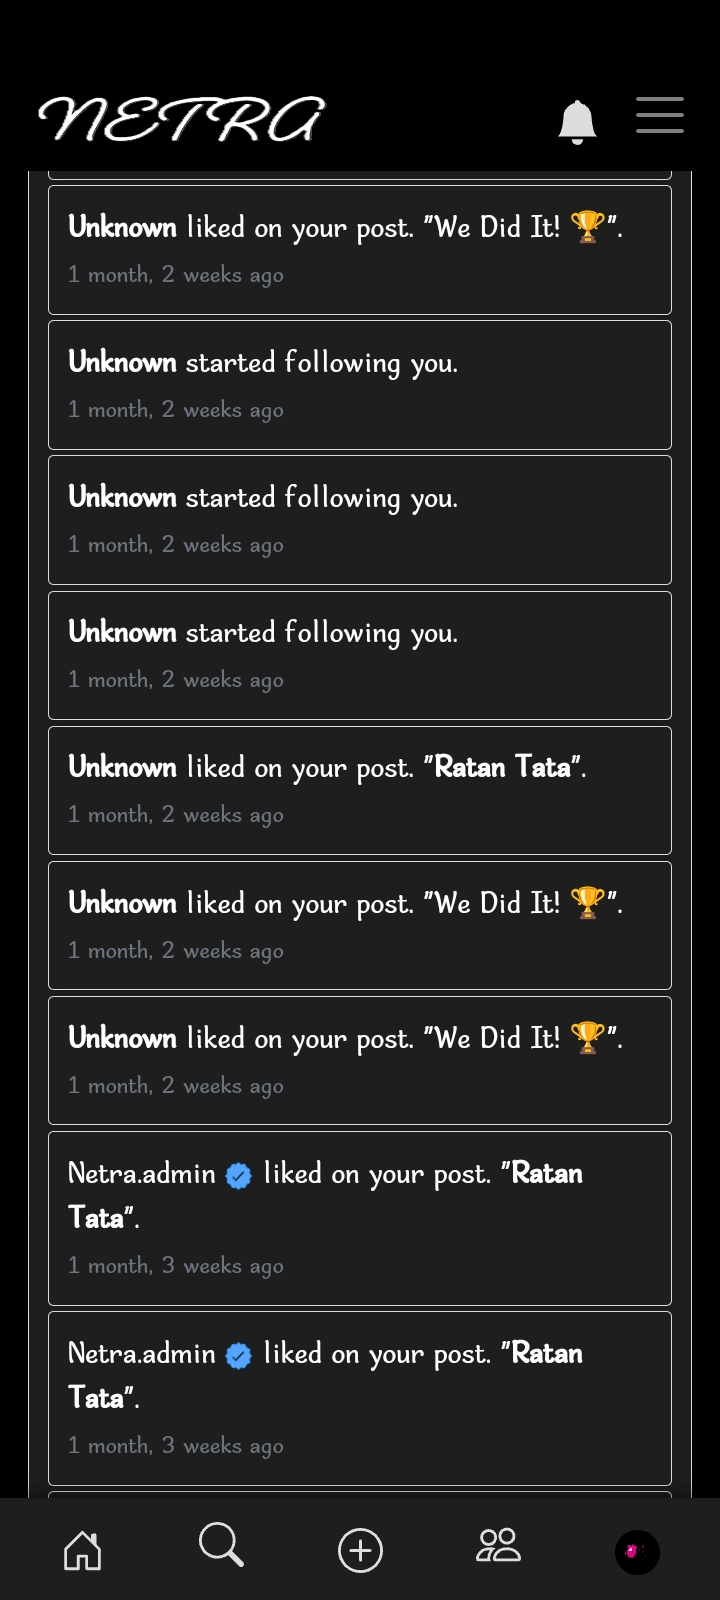 NETRA
Unknown liked on your post. "We Did It! 🏆".
1 month, 2 weeks ago
Unknown started following you.
1 month, 2 weeks ago
Unknown started following you.
1 month, 2 weeks ago
Unknown started following you.
1 month, 2 weeks ago
Unknown liked on your post. "Ratan Tata".
1 month, 2 weeks ago
Unknown liked on your post. "We Did It! 🏆".
1 month, 2 weeks ago
Unknown liked on your post. "We Did It! 🏆".
1 month, 2 weeks ago
Netra.admin liked on your post. "Ratan
Tata".
1 month, 3 weeks ago
Netra.admin liked on your post. "Ratan
Tata".
1 month, 3 weeks ago